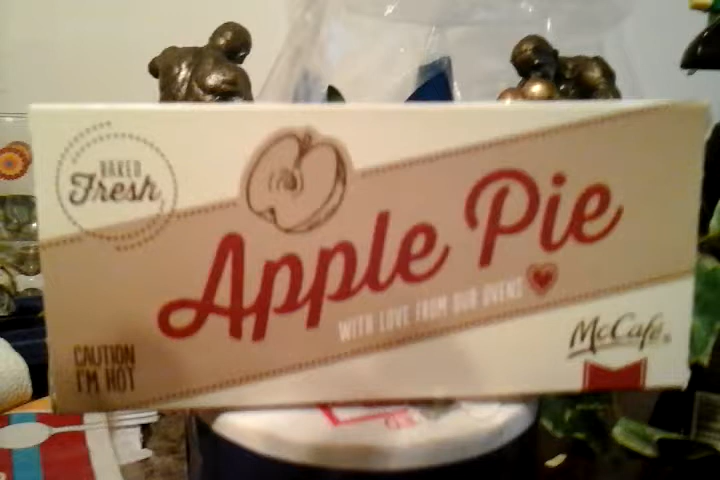 BAKED
Fresh
Apple Pie
WITH LOVE FROM OUR OVENS
CAUTION
I'M HOT
McCafé®